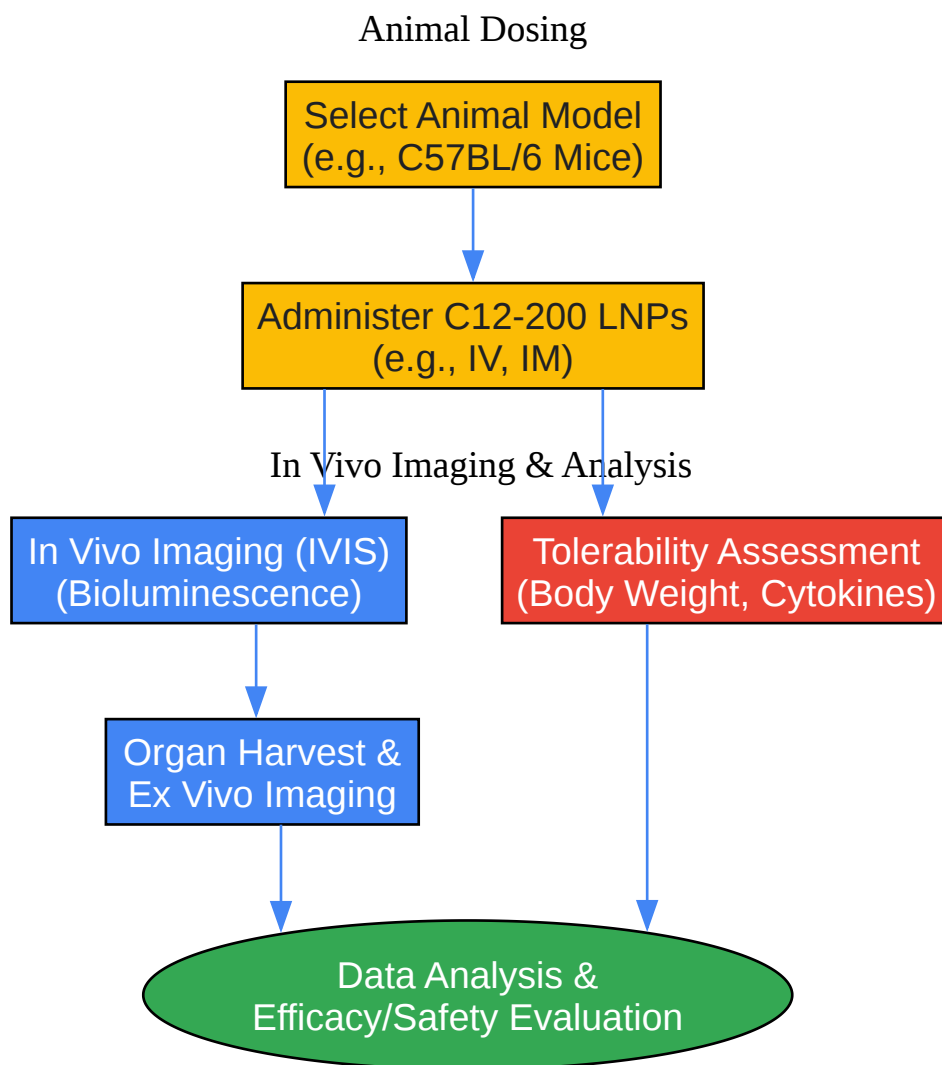 Animal Dosing
Select Animal Model
(e.g., C57BL/6 Mice)
Administer C12-200 LNPs
(e.g., IV, IM)
In Vivo Imaging & Analysis
In Vivo Imaging (IVIS)
(Bioluminescence)
Tolerability Assessment
(Body Weight, Cytokines)
Organ Harvest &
Ex Vivo Imaging
Data Analysis &
Efficacy/Safety Evaluation